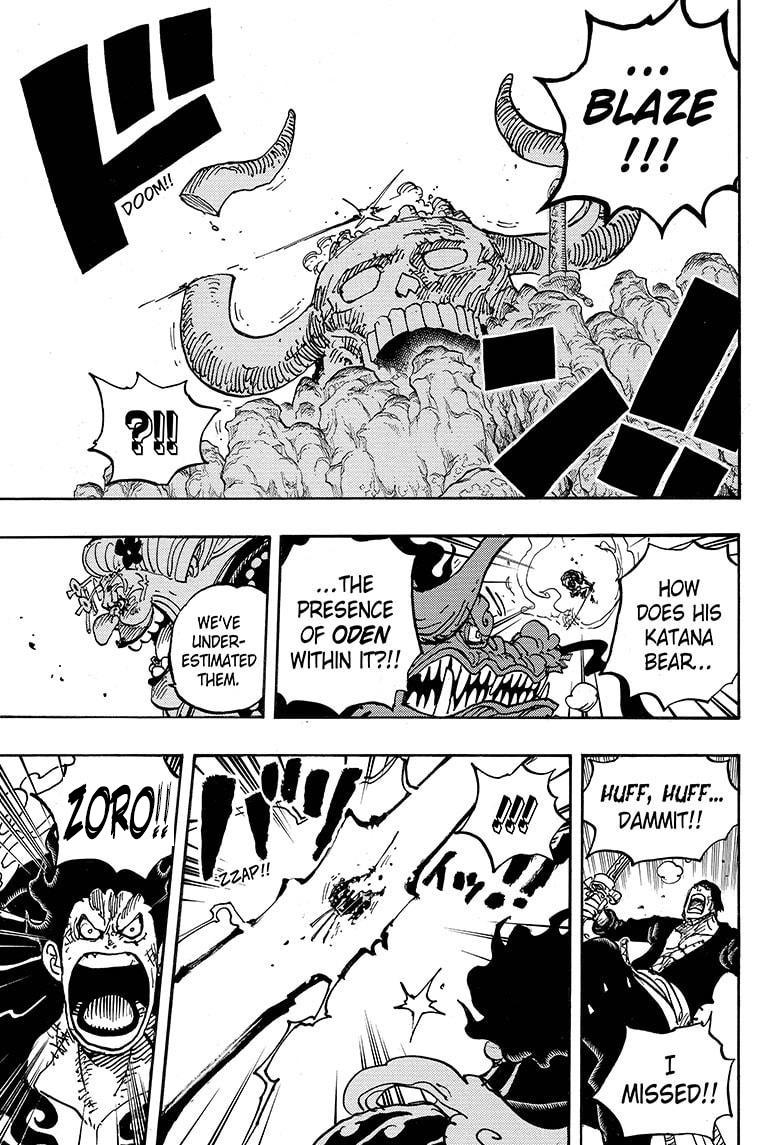 ...
BLAZE
!!!
ド
DOOM!!
?!!
HOW
DOES HIS
KATANA
BEAR...
...THE
PRESENCE
OF ODEN
WITHIN IT?!!
WE'VE
UNDER-
ESTIMATED
THEM.
HUFF, HUFF...
DAMMIT!!
I
MISSED!!
!!!
ZZAP!!
ZORO!!